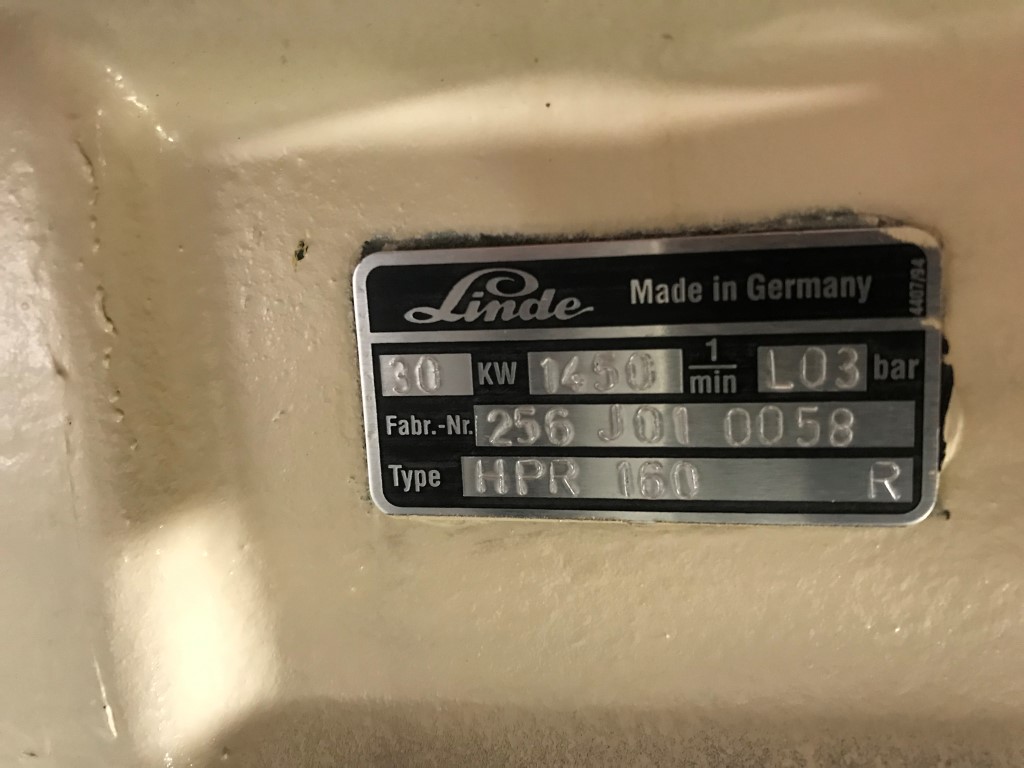 Linde Made in Germany
4407/94
30 KW 1450 1/min L03 bar
Fabr.-Nr. 256 J01 0058
Type HPR 160 R